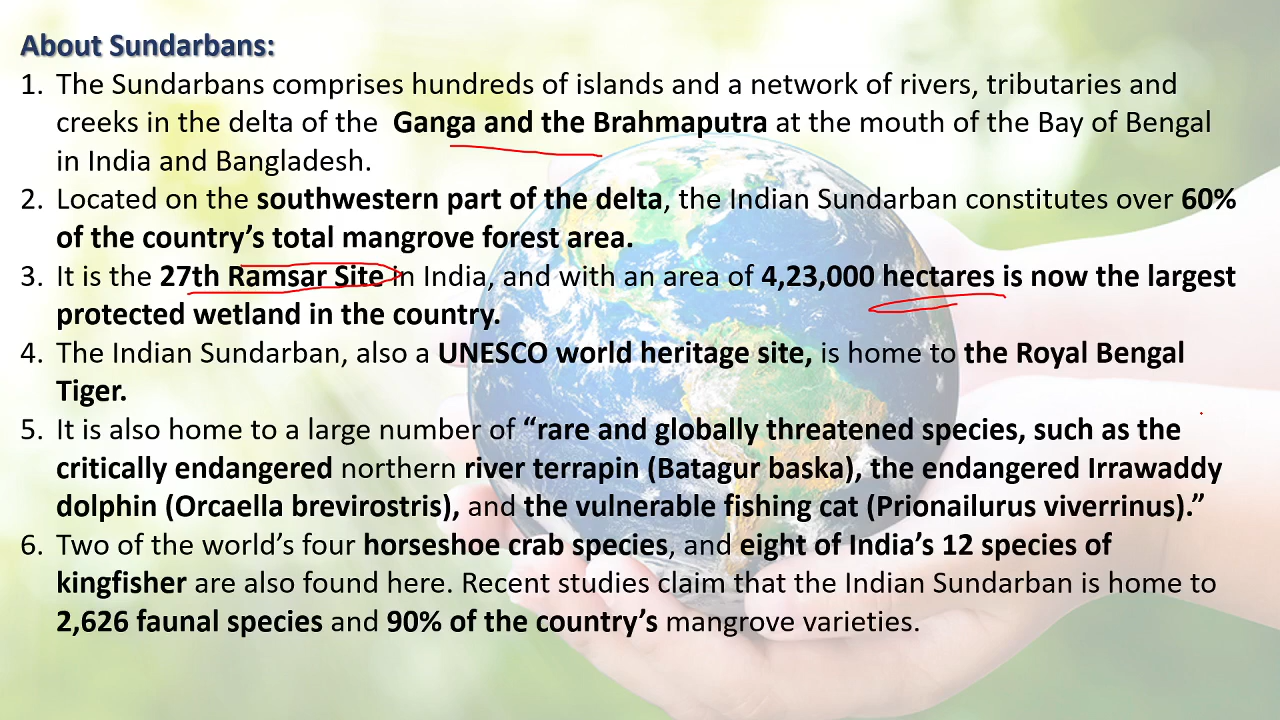 About Sundarbans:
1. The Sundarbans comprises hundreds of islands and a network of rivers, tributaries and
creeks in the delta of the Ganga and the Brahmaputra at the mouth of the Bay of Bengal
in India and Bangladesh.
2. Located on the southwestern part of the delta, the Indian Sundarban constitutes over 60%
of the country’s total mangrove forest area.
3. It is the 27th Ramsar Site in India, and with an area of 4,23,000 hectares is now the largest
protected wetland in the country.
4. The Indian Sundarban, also a UNESCO world heritage site, is home to the Royal Bengal
Tiger.
5. It is also home to a large number of “rare and globally threatened species, such as the
critically endangered northern river terrapin (Batagur baska), the endangered Irrawaddy
dolphin (Orcaella brevirostris), and the vulnerable fishing cat (Prionailurus viverrinus).”
6. Two of the world’s four horseshoe crab species, and eight of India’s 12 species of
kingfisher are also found here. Recent studies claim that the Indian Sundarban is home to
2,626 faunal species and 90% of the country’s mangrove varieties.